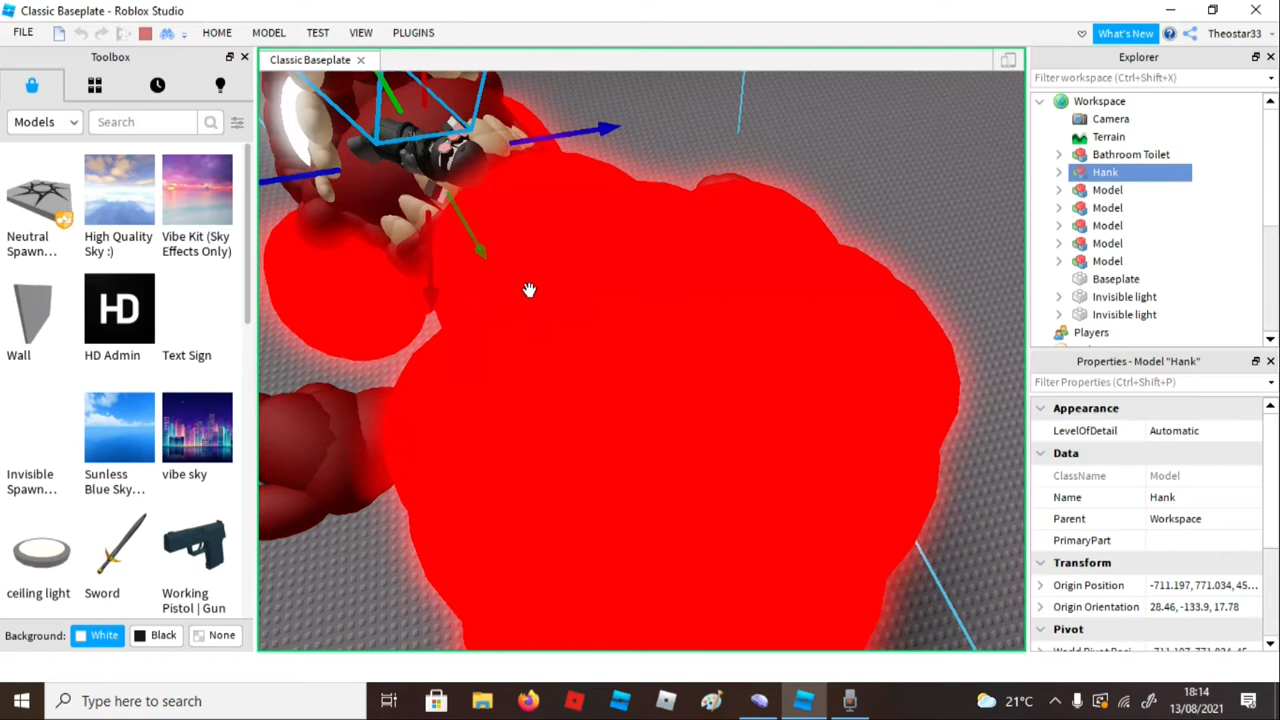 Classic Baseplate - Roblox Studio
FILE
HOME
MODEL
TEST
VIEW
PLUGINS
What's New
Theostar33
Toolbox
Models
Search
Neutral
Spawn...
High Quality
Sky :)
Vibe Kit (Sky
Effects Only)
HD
Wall
HD Admin
Text Sign
Invisible
Spawn...
Sunless
Blue Sky...
vibe sky
ceiling light
Sword
Working
Pistol | Gun
Background:
White
Black
None
Classic Baseplate
Explorer
Filter workspace (Ctrl+Shift+X)
Workspace
Camera
Terrain
Bathroom Toilet
Hank
Model
Model
Model
Model
Model
Baseplate
Invisible light
Invisible light
Players
Properties - Model "Hank"
Filter Properties (Ctrl+Shift+P)
Appearance
LevelOfDetail Automatic
Data
ClassName Model
Name Hank
Parent Workspace
PrimaryPart
Transform
Origin Position -711.197, 771.034, 45...
Origin Orientation 28.46, -133.9, 17.78
Pivot
Type here to search
21°C
18:14
13/08/2021